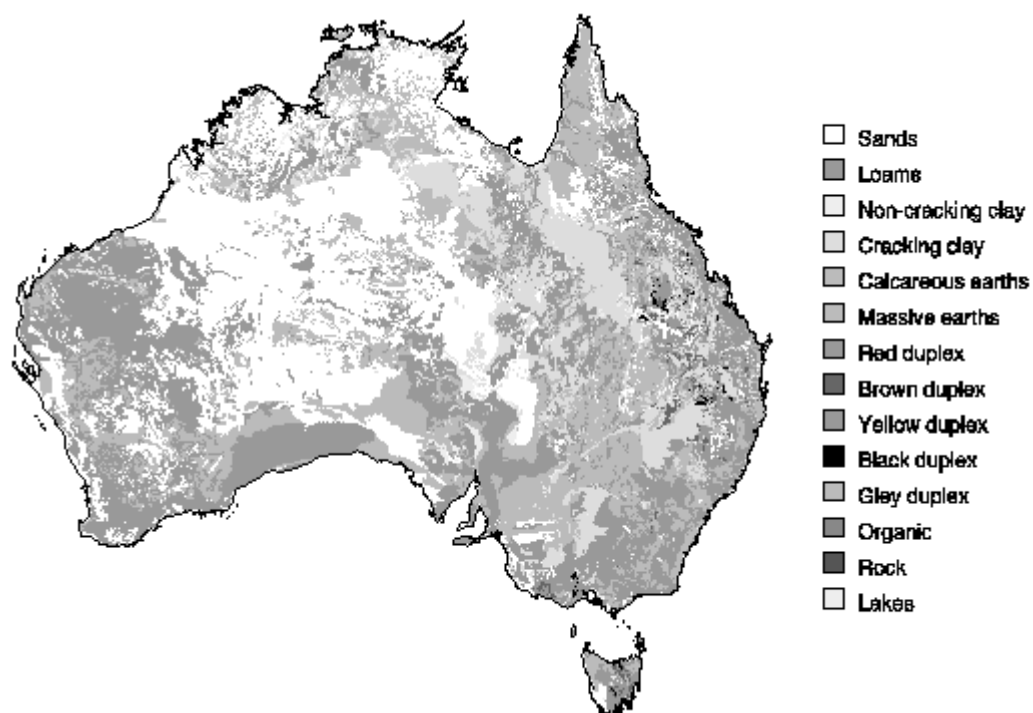 Sands
Loams
Non-cracking clay
Cracking clay
Calcareous earths
Massive earths
Red duplex
Brown duplex
Yellow duplex
Black duplex
Gley duplex
Organic
Rock
Lakes